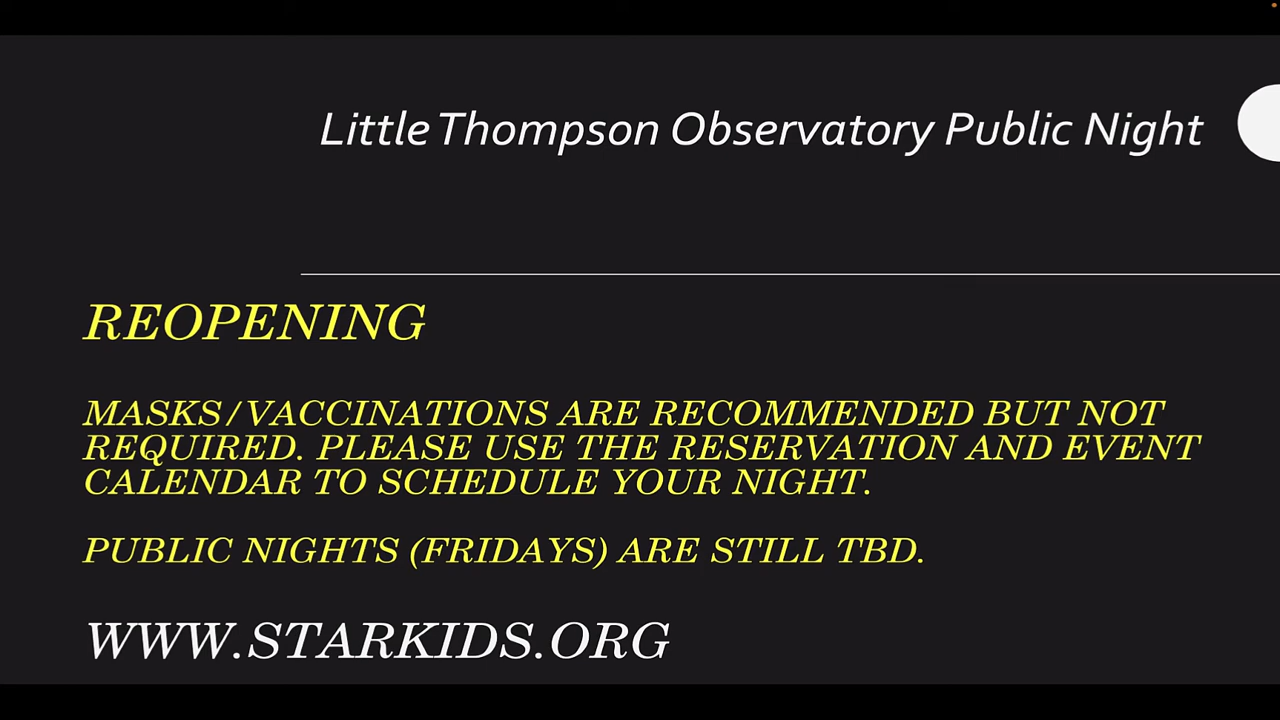 Little Thompson Observatory Public Night
REOPENING
MASKS/VACCINATIONS ARE RECOMMENDED BUT NOT
REQUIRED. PLEASE USE THE RESERVATION AND EVENT
CALENDAR TO SCHEDULE YOUR NIGHT.
PUBLIC NIGHTS (FRIDAYS) ARE STILL TBD.
WWW.STARKIDS.ORG